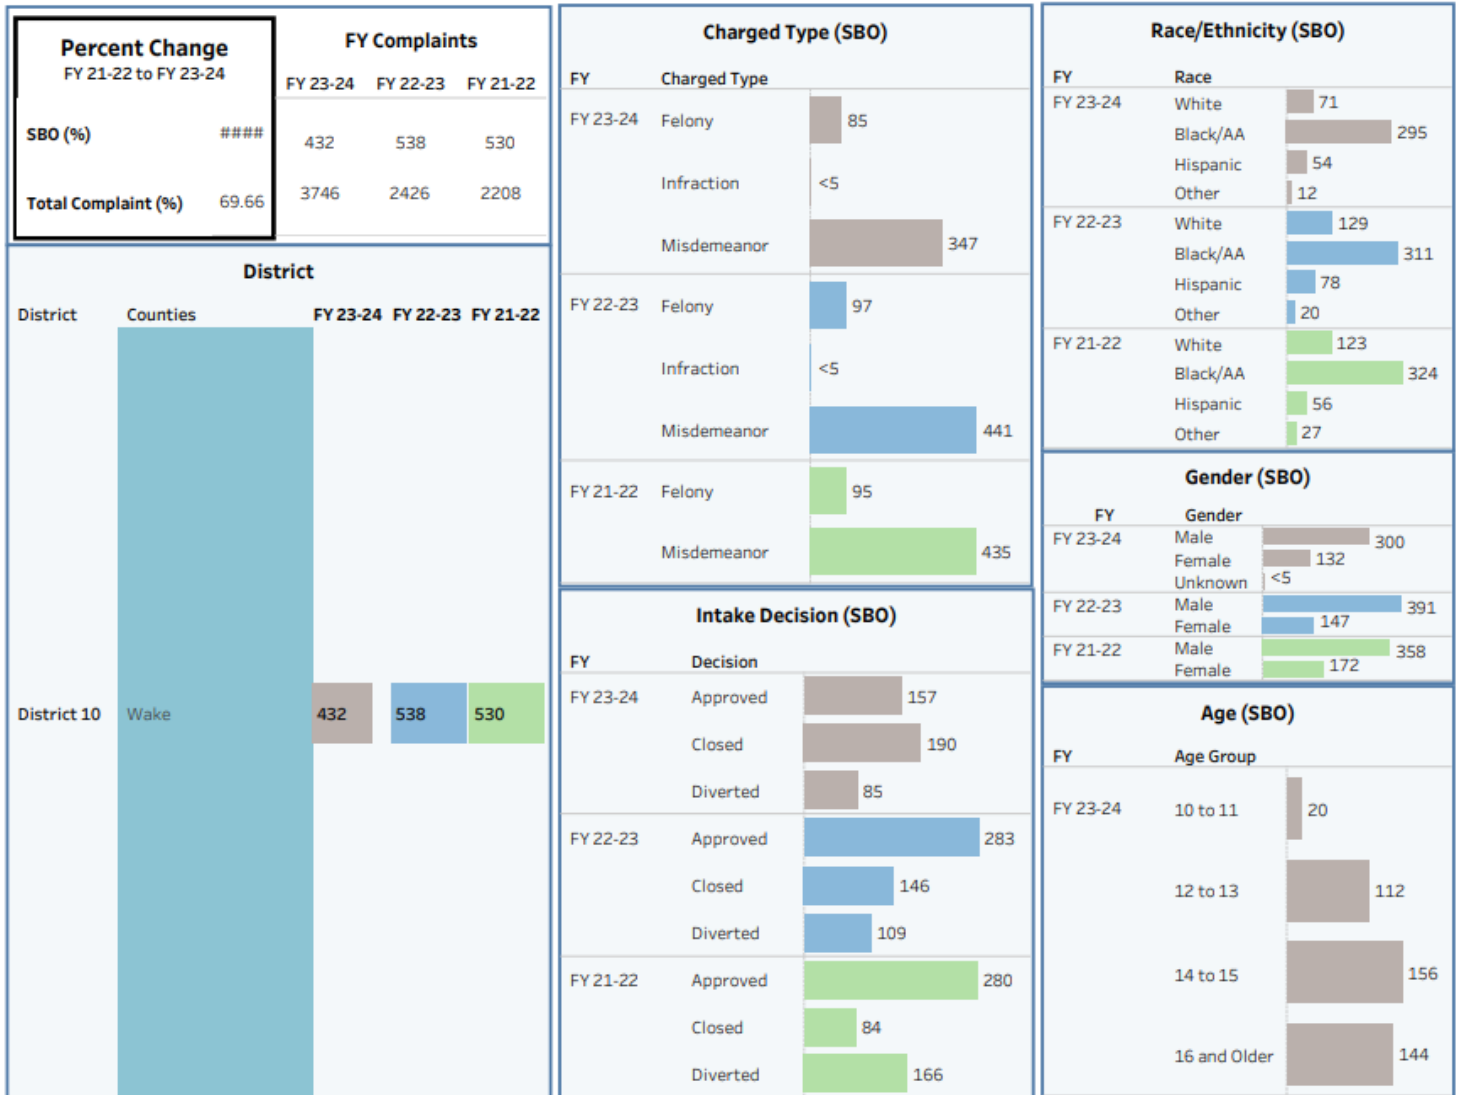 Percent Change
FY 21-22 to FY 23-24
SBO (%) ####
Total Complaint (%) 69.66
FY Complaints
FY 23-24 FY 22-23 FY 21-22
432 538 530
3746 2426 2208
District
District Counties FY 23-24 FY 22-23 FY 21-22
District 10 Wake 432 538 530
Charged Type (SBO)
FY Charged Type
FY 23-24 Felony 85
Infraction <5
Misdemeanor 347
FY 22-23 Felony 97
Infraction <5
Misdemeanor 441
FY 21-22 Felony 95
Misdemeanor 435
Intake Decision (SBO)
FY Decision
FY 23-24 Approved 157
Closed 190
Diverted 85
FY 22-23 Approved 283
Closed 146
Diverted 109
FY 21-22 Approved 280
Closed 84
Diverted 166
Race/Ethnicity (SBO)
FY Race
FY 23-24 White 71
Black/AA 295
Hispanic 54
Other 12
FY 22-23 White 129
Black/AA 311
Hispanic 78
Other 20
FY 21-22 White 123
Black/AA 324
Hispanic 56
Other 27
Gender (SBO)
FY Gender
FY 23-24 Male 300
Female 132
Unknown <5
FY 22-23 Male 391
Female 147
FY 21-22 Male 358
Female 172
Age (SBO)
FY Age Group
FY 23-24 10 to 11 20
12 to 13 112
14 to 15 156
16 and Older 144